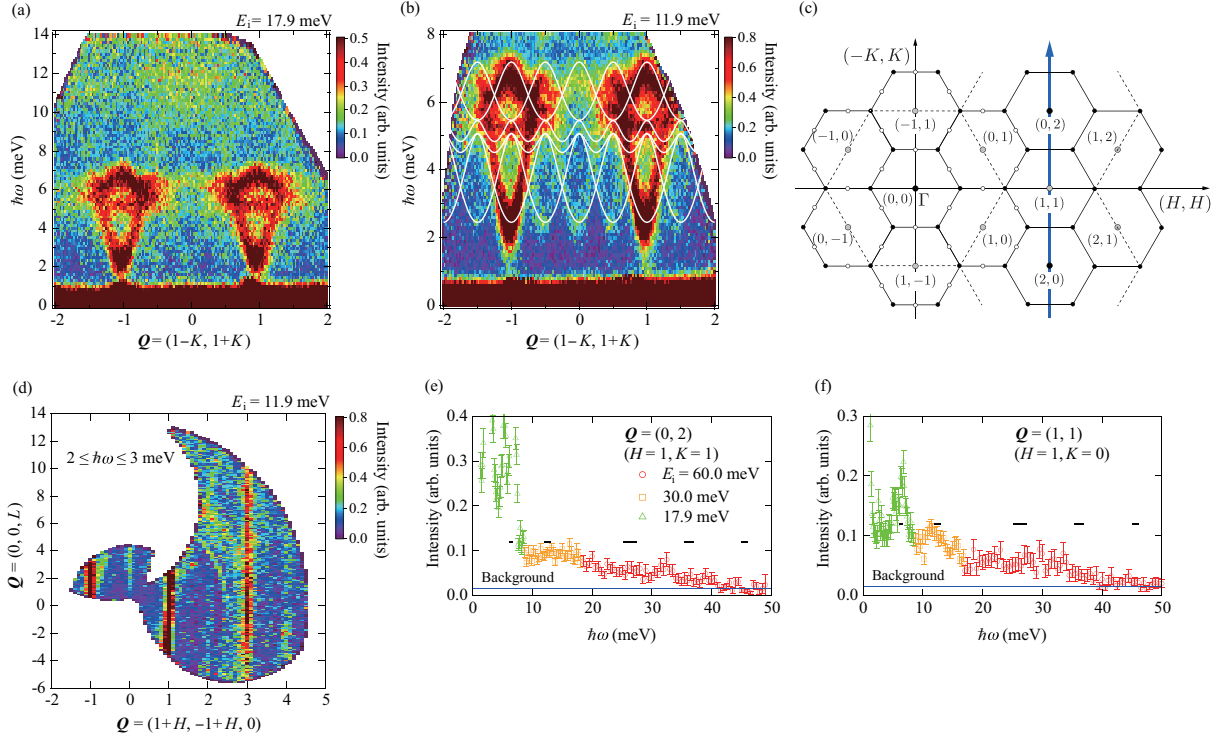 (a)
E_i = 17.9 meV
ħω (meV)
14
12
10
8
6
4
2
0
-2
-1
0
1
2
Q = (1−K, 1+K)
0.5
0.4
0.3
0.2
0.1
0.0
Intensity (arb. units)
(b)
E_i = 11.9 meV
ħω (meV)
8
6
4
2
0
-2
-1
0
1
2
Q = (1−K, 1+K)
0.8
0.6
0.4
0.2
0.0
Intensity (arb. units)
(c)
(−K, K)
(−1, 0)
(−1, 1)
(0, 1)
(0, 2)
(1, 2)
(0, 0) Γ
(1, 1)
(H, H)
(0, −1)
(1, −1)
(1, 0)
(2, 0)
(2, 1)
(d)
E_i = 11.9 meV
2 ≤ ħω ≤ 3 meV
Q = (0, 0, L)
14
12
10
8
6
4
2
0
-2
-4
-6
-1
0
1
2
3
4
Q = (1+H, -1+H, 0)
0.8
0.6
0.4
0.2
0.0
Intensity (arb. units)
(e)
Intensity (arb. units)
0.4
0.3
0.2
0.1
0.0
Q = (0, 2)
(H = 1, K = 1)
E_i = 60.0 meV
30.0 meV
17.9 meV
Background
0
10
20
30
40
50
ħω (meV)
(f)
Intensity (arb. units)
0.3
0.2
0.1
0.0
Q = (1, 1)
(H = 1, K = 0)
Background
0
10
20
30
40
50
ħω (meV)